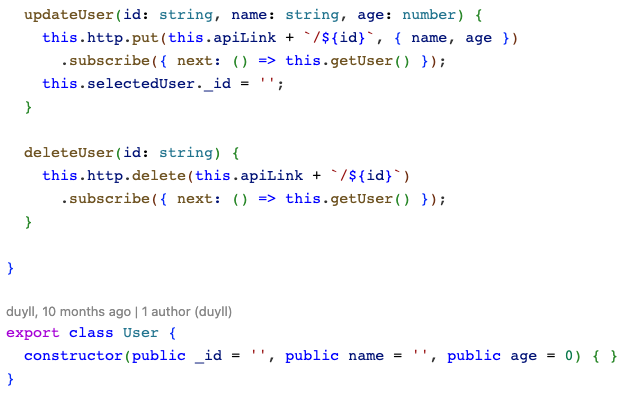 updateUser(id: string, name: string, age: number) {
this.http.put(this.apiLink + `/${id}`, { name, age })
.subscribe({ next: () => this.getUser() });
this.selectedUser._id = '';
}
deleteUser(id: string) {
this.http.delete(this.apiLink + `/${id}`)
.subscribe({ next: () => this.getUser() });
}
}
duyll, 10 months ago | 1 author (duyll)
export class User {
constructor(public _id = '', public name = '', public age = 0) { }
}